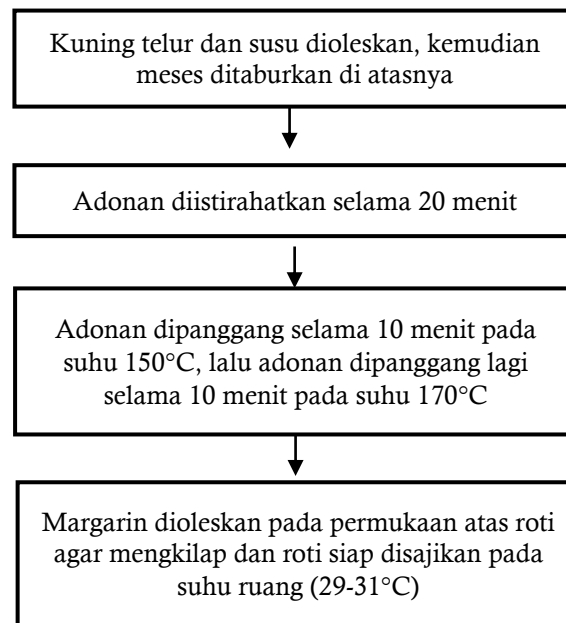 Kuning telur dan susu dioleskan, kemudian
meses ditaburkan di atasnya
Adonan diistirahatkan selama 20 menit
Adonan dipanggang selama 10 menit pada
suhu 150°C, lalu adonan dipanggang lagi
selama 10 menit pada suhu 170°C
Margarin dioleskan pada permukaan atas roti
agar mengkilap dan roti siap disajikan pada
suhu ruang (29-31°C)